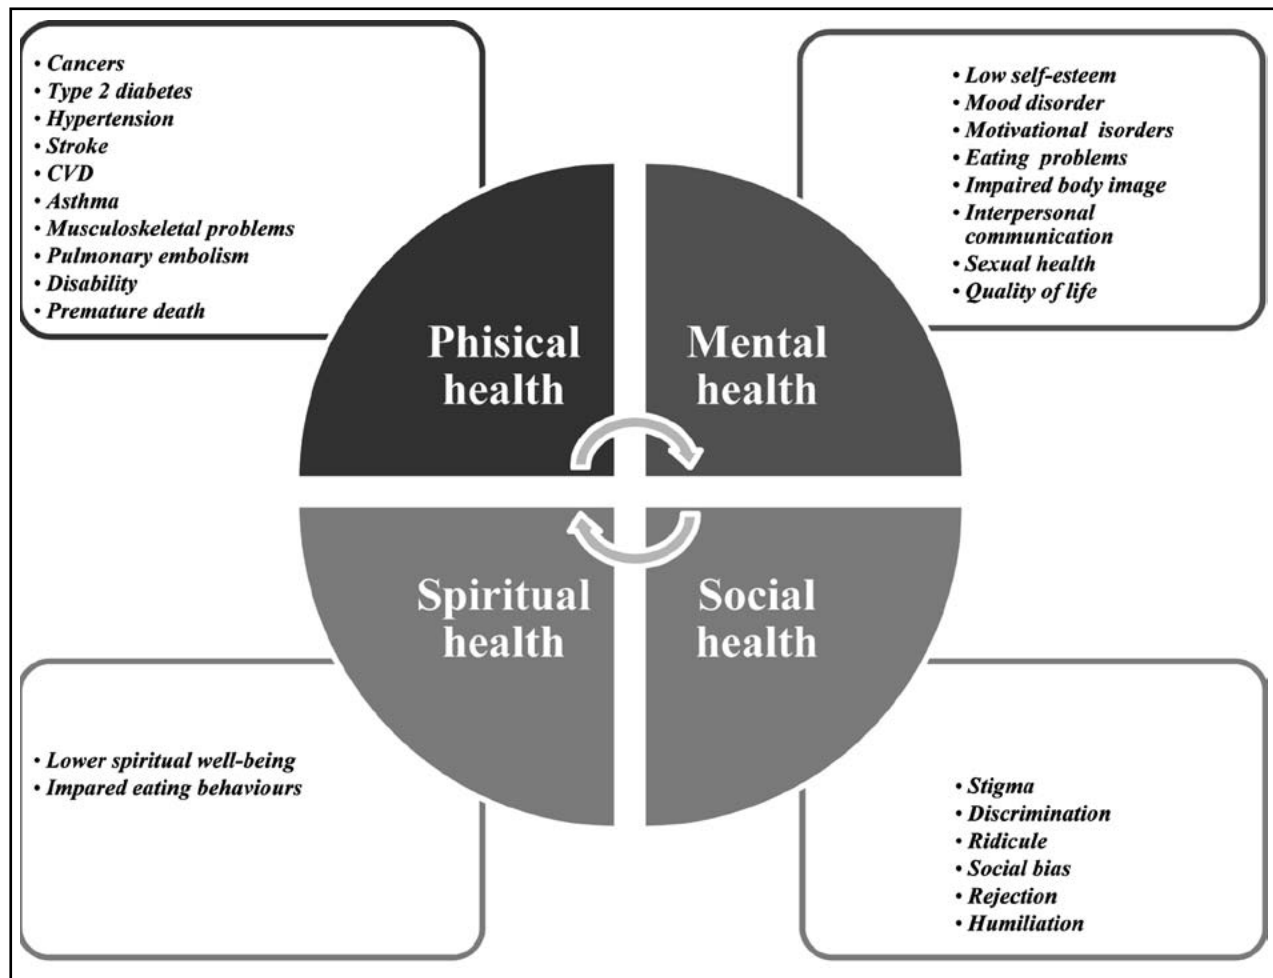 • Cancers
• Type 2 diabetes
• Hypertension
• Stroke
• CVD
• Asthma
• Musculoskeletal problems
• Pulmonary embolism
• Disability
• Premature death
• Low self-esteem
• Mood disorder
• Motivational isorders
• Eating problems
• Impaired body image
• Interpersonal
communication
• Sexual health
• Quality of life
Phisical
health
Mental
health
Spiritual
health
Social
health
• Lower spiritual well-being
• Impared eating behaviours
• Stigma
• Discrimination
• Ridicule
• Social bias
• Rejection
• Humiliation